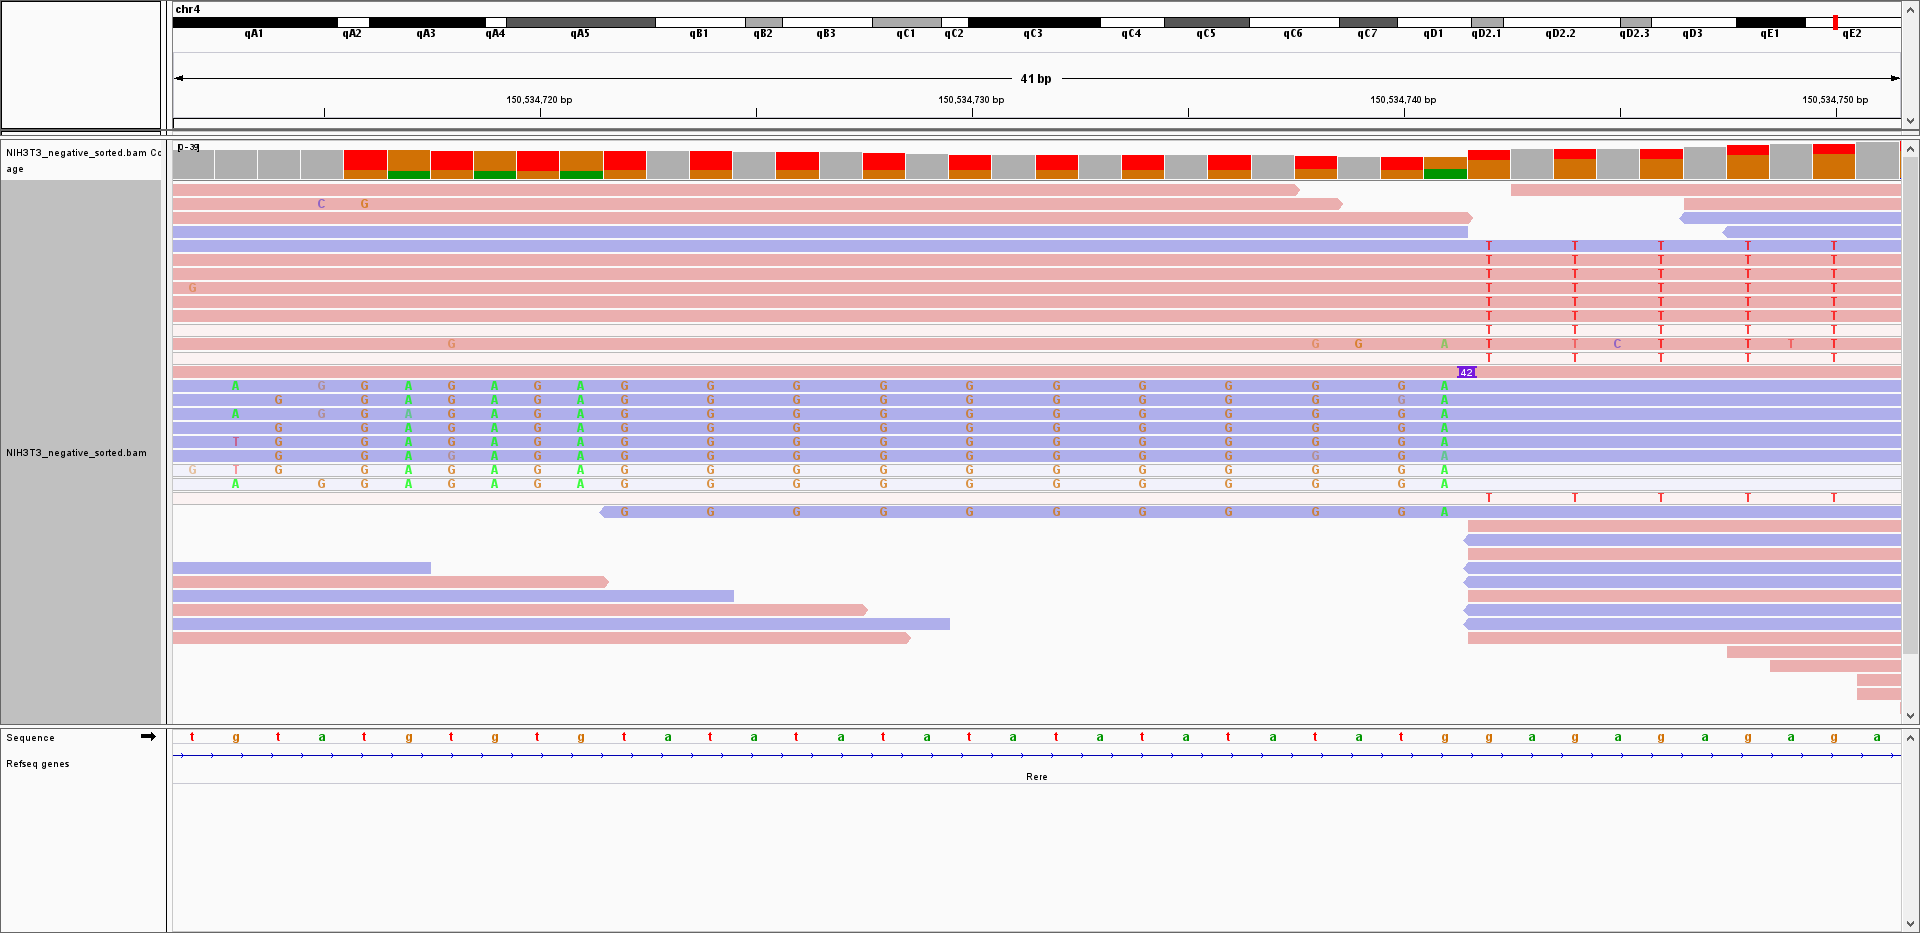 chr4
qA1 qA2 qA3 qA4 qA5 qB1 qB2 qB3 qC1 qC2 qC3 qC4 qC5 qC6 qC7 qD1 qD2.1 qD2.2 qD2.3 qD3 qE1 qE2
41 bp
150,534,720 bp 150,534,730 bp 150,534,740 bp 150,534,750 bp
NIH3T3_negative_sorted.bam Co
age
[0 - 39]
C G
T T T T T
T T T T T
T T T T T
G T T T T T
T T T T T
T T T T T
T T T T T
G G G A T T C T T T T
T T T T T
42
A G G A G A G A G G G G G G G G G G A
G G A G A G A G G G G G G G G G G A
A G G A G A G A G G G G G G G G G G A
G G A G A G A G G G G G G G G G G A
T G G A G A G A G G G G G G G G G G A
G G A G A G A G G G G G G G G G G A
G T G G A G A G A G G G G G G G G G G A
A G G A G A G A G G G G G G G G G G A
T T T T T
G G G G G G G G G G A
NIH3T3_negative_sorted.bam
Sequence t g t a t g t g t g t a t a t a t a t a t a t a t a t a t g g a g a g a g a g a
Refseq genes
Rere